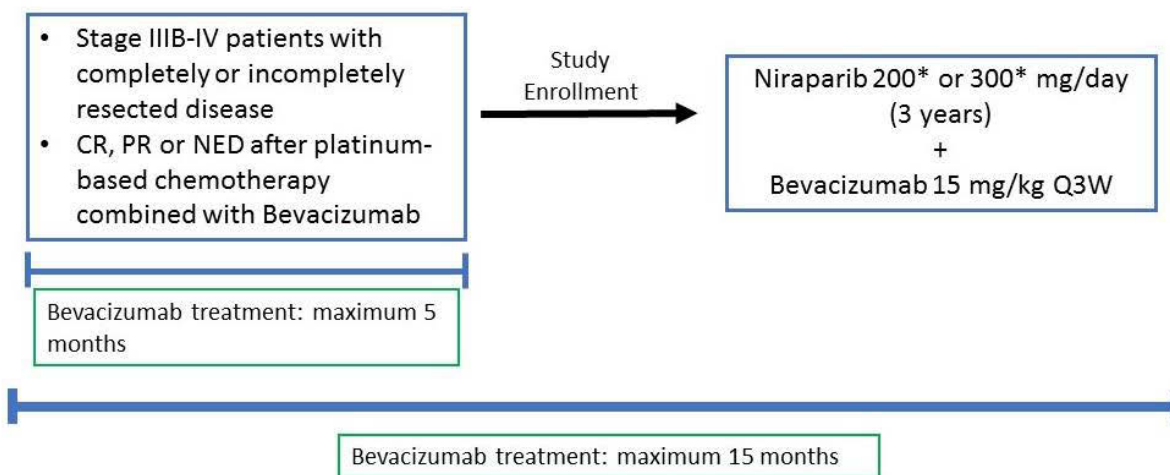 • Stage IIIB-IV patients with
completely or incompletely
resected disease
• CR, PR or NED after platinum-
based chemotherapy
combined with Bevacizumab
Study
Enrollment
Niraparib 200* or 300* mg/day
(3 years)
+
Bevacizumab 15 mg/kg Q3W
Bevacizumab treatment: maximum 5
months
Bevacizumab treatment: maximum 15 months